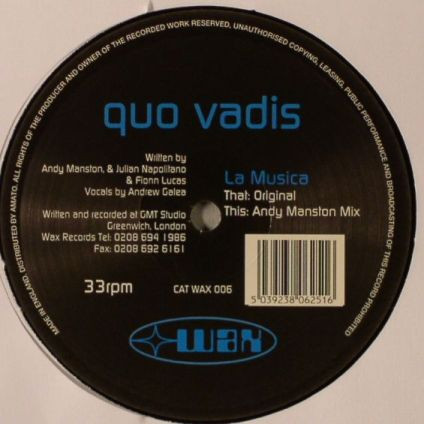 MADE IN ENGLAND. DISTRIBUTED BY AMATO. ALL RIGHTS OF THE PRODUCER AND OWNER OF THE RECORDED WORK RESERVED, UNAUTHORISED COPYING, LEASING, PUBLIC PERFORMANCE AND BROADCASTING OF THIS RECORD PROHIBITED
quo vadis
Written by
Andy Manston, & Julian Napolitano
& Fionn Lucas
Vocals by Andrew Galea
Written and recorded at GMT Studio
Greenwich, London
Wax Records Tel: 0208 694 1986
Fax: 0208 692 6161
La Musica
That: Original
This: Andy Manston Mix
33rpm
CAT WAX 006
5 039238 062516
wax